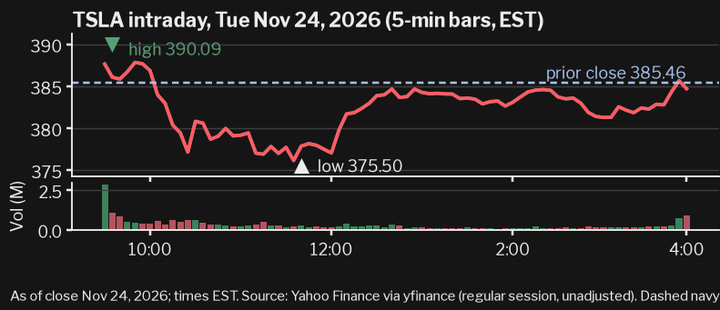 TSLA intraday, Tue Nov 24, 2026 (5-min bars, EST)
390
high 390.09
prior close 385.46
385
380
375
low 375.50
Vol (M)
2.5
0.0
10:00 12:00 2:00 4:00
As of close Nov 24, 2026; times EST. Source: Yahoo Finance via yfinance (regular session, unadjusted). Dashed navy